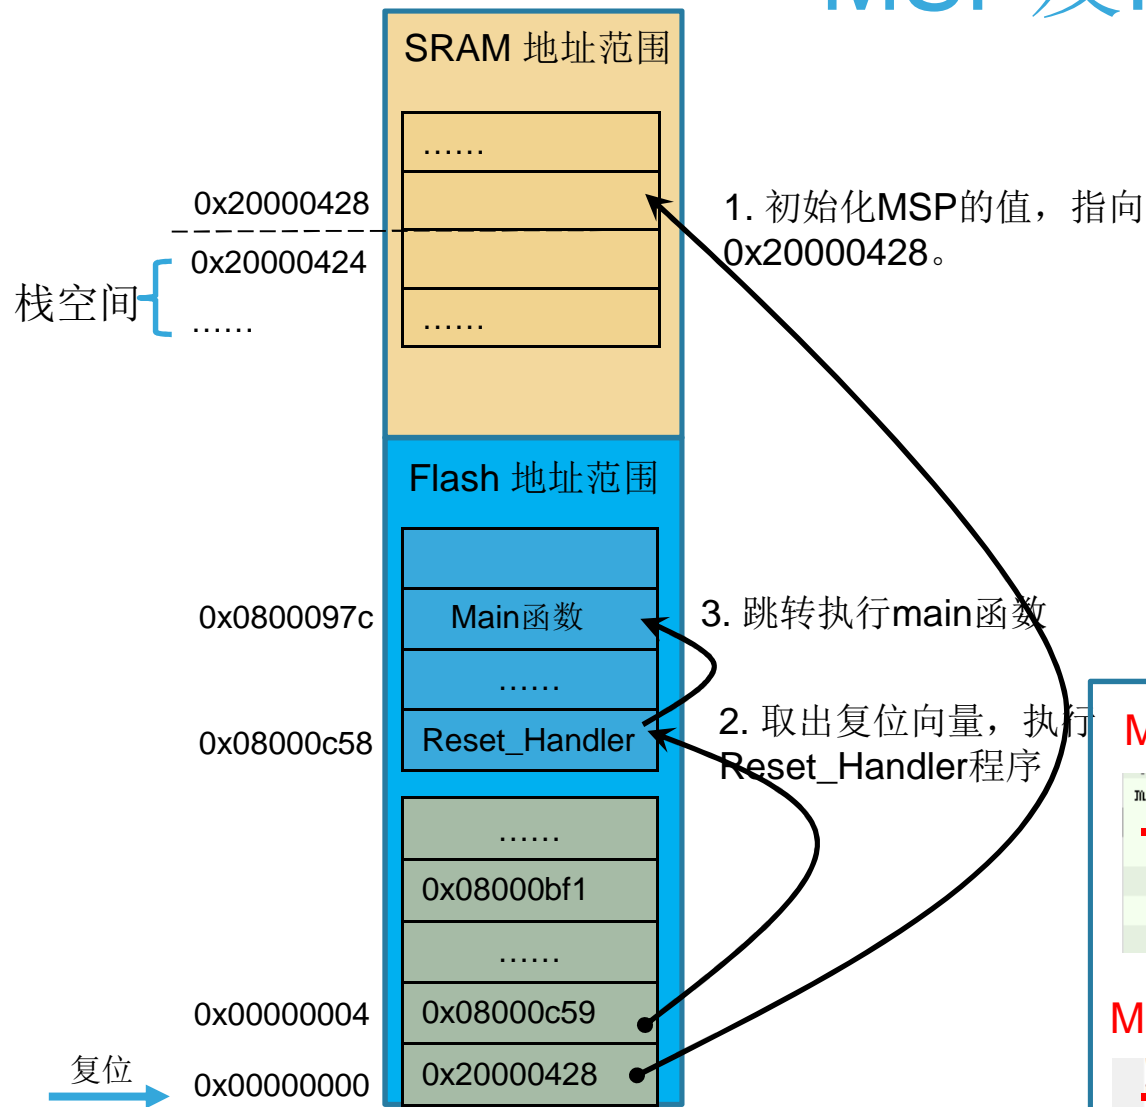 MSP 及
SRAM 地址范围
……
0x20000428
1. 初始化MSP的值，指向
0x20000428。
0x20000424
栈空间
……
……
Flash 地址范围
0x0800097c
Main函数
3. 跳转执行main函数
……
0x08000c58
Reset_Handler
2. 取出复位向量，执行
Reset_Handler程序
M
……
0x08000bf1
……
0x00000004
0x08000c59
M
复位
0x00000000
0x20000428